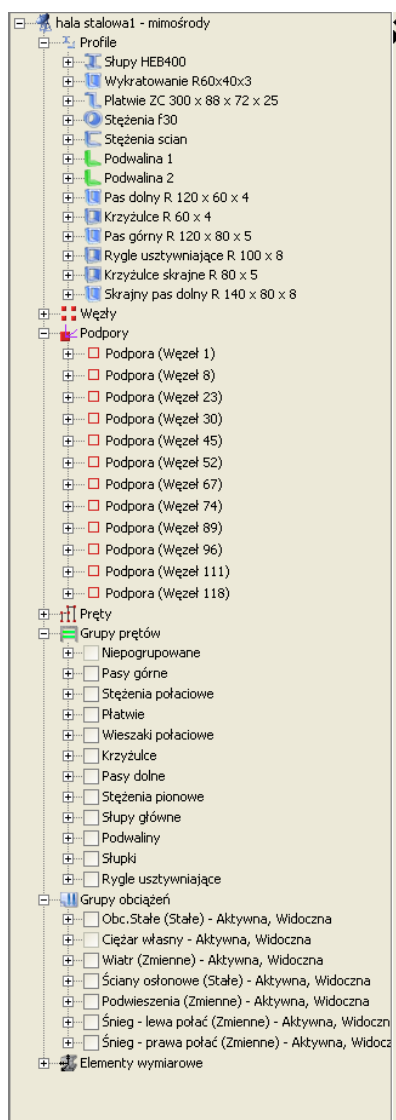 hala stalowa1 - mimośrody
Profile
Słupy HEB400
Wykratowanie R60x40x3
Płatwie ZC 300 x 88 x 72 x 25
Stężenia f30
Stężenia scian
Podwalina 1
Podwalina 2
Pas dolny R 120 x 60 x 4
Krzyżulce R 60 x 4
Pas górny R 120 x 80 x 5
Rygle usztywniające R 100 x 8
Krzyżulce skrajne R 80 x 5
Skrajny pas dolny R 140 x 80 x 8
Węzły
Podpory
Podpora (Węzeł 1)
Podpora (Węzeł 8)
Podpora (Węzeł 23)
Podpora (Węzeł 30)
Podpora (Węzeł 45)
Podpora (Węzeł 52)
Podpora (Węzeł 67)
Podpora (Węzeł 74)
Podpora (Węzeł 89)
Podpora (Węzeł 96)
Podpora (Węzeł 111)
Podpora (Węzeł 118)
Pręty
Grupy prętów
Niepogrupowane
Pasy górne
Stężenia połaciowe
Płatwie
Wieszaki połaciowe
Krzyżulce
Pasy dolne
Stężenia pionowe
Słupy główne
Podwaliny
Słupki
Rygle usztywniające
Grupy obciążeń
Obc.Stałe (Stałe) - Aktywna, Widoczna
Ciężar własny - Aktywna, Widoczna
Wiatr (Zmienne) - Aktywna, Widoczna
Ściany osłonowe (Stałe) - Aktywna, Widoczna
Podwieszenia (Zmienne) - Aktywna, Widoczna
Śnieg - lewa połać (Zmienne) - Aktywna, Widoczn
Śnieg - prawa połać (Zmienne) - Aktywna, Widocz
Elementy wymiarowe